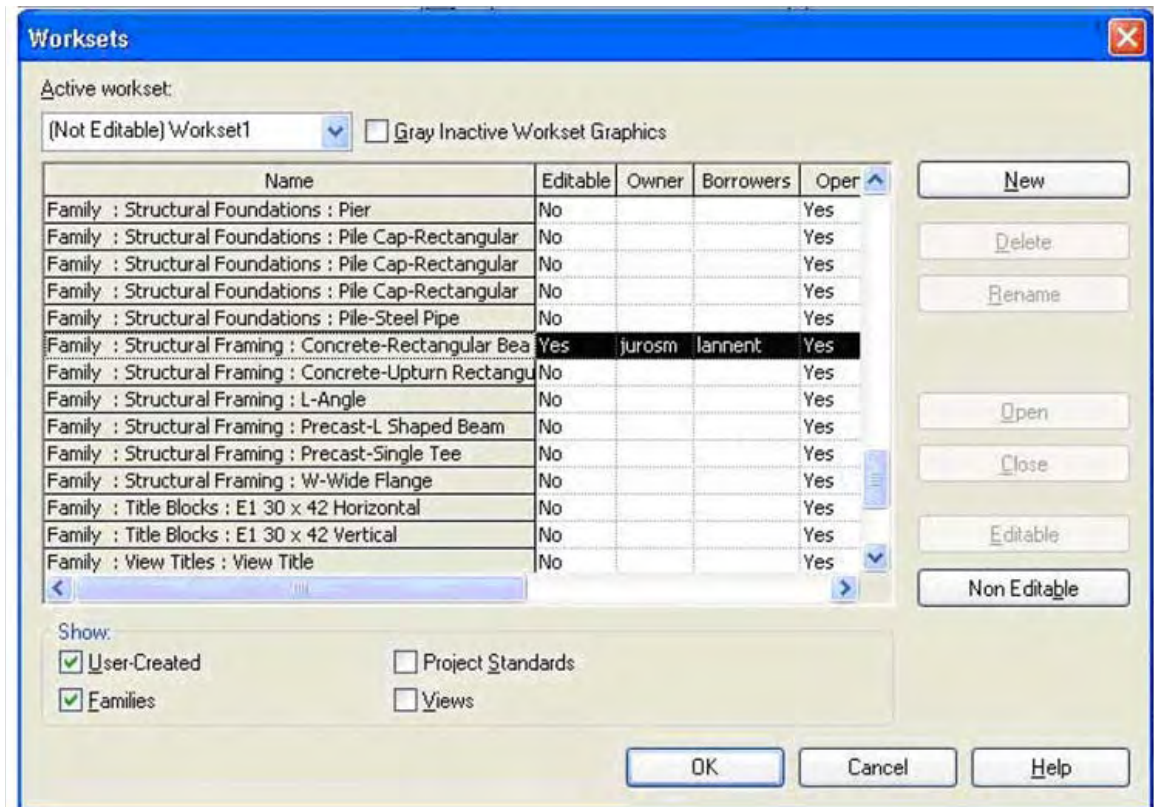 Worksets
Active workset:
(Not Editable) Workset1
Gray Inactive Workset Graphics
Name Editable Owner Borrowers Oper
New
Family : Structural Foundations : Pier No Yes
Family : Structural Foundations : Pile Cap-Rectangular No Yes
Delete
Family : Structural Foundations : Pile Cap-Rectangular No Yes
Family : Structural Foundations : Pile Cap-Rectangular No Yes
Rename
Family : Structural Foundations : Pile-Steel Pipe No Yes
Family : Structural Framing : Concrete-Rectangular Bea Yes jurosm lannent Yes
Family : Structural Framing : Concrete-Upturn Rectangu No Yes
Family : Structural Framing : L-Angle No Yes
Open
Family : Structural Framing : Precast-L Shaped Beam No Yes
Family : Structural Framing : Precast-Single Tee No Yes
Close
Family : Structural Framing : W-Wide Flange No Yes
Family : Title Blocks : E1 30 x 42 Horizontal No Yes
Family : Title Blocks : E1 30 x 42 Vertical No Yes
Editable
Family : View Titles : View Title No Yes
Non Editable
Show:
User-Created Project Standards
Families Views
OK Cancel Help